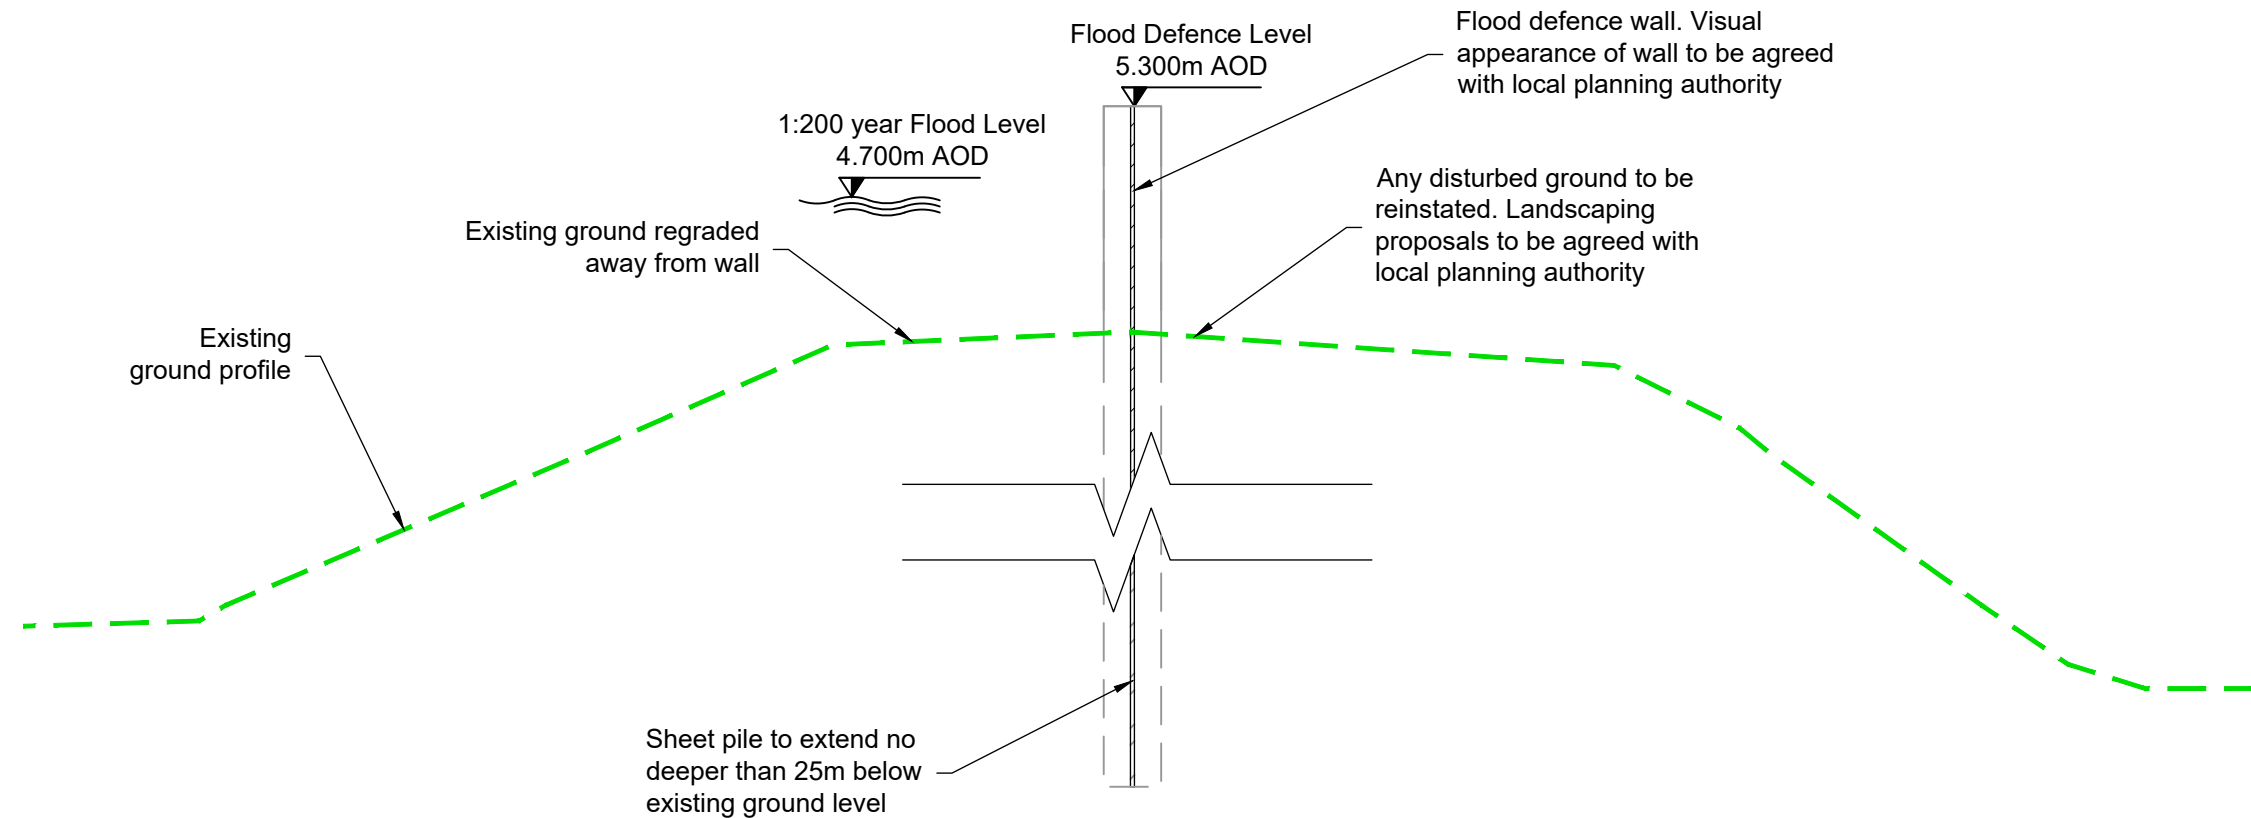 Flood defence wall. Visual
appearance of wall to be agreed
with local planning authority
Flood Defence Level
5.300m AOD
1:200 year Flood Level
4.700m AOD
Any disturbed ground to be
reinstated. Landscaping
proposals to be agreed with
local planning authority
Existing ground regraded
away from wall
Existing
ground profile
Sheet pile to extend no
deeper than 25m below
existing ground level